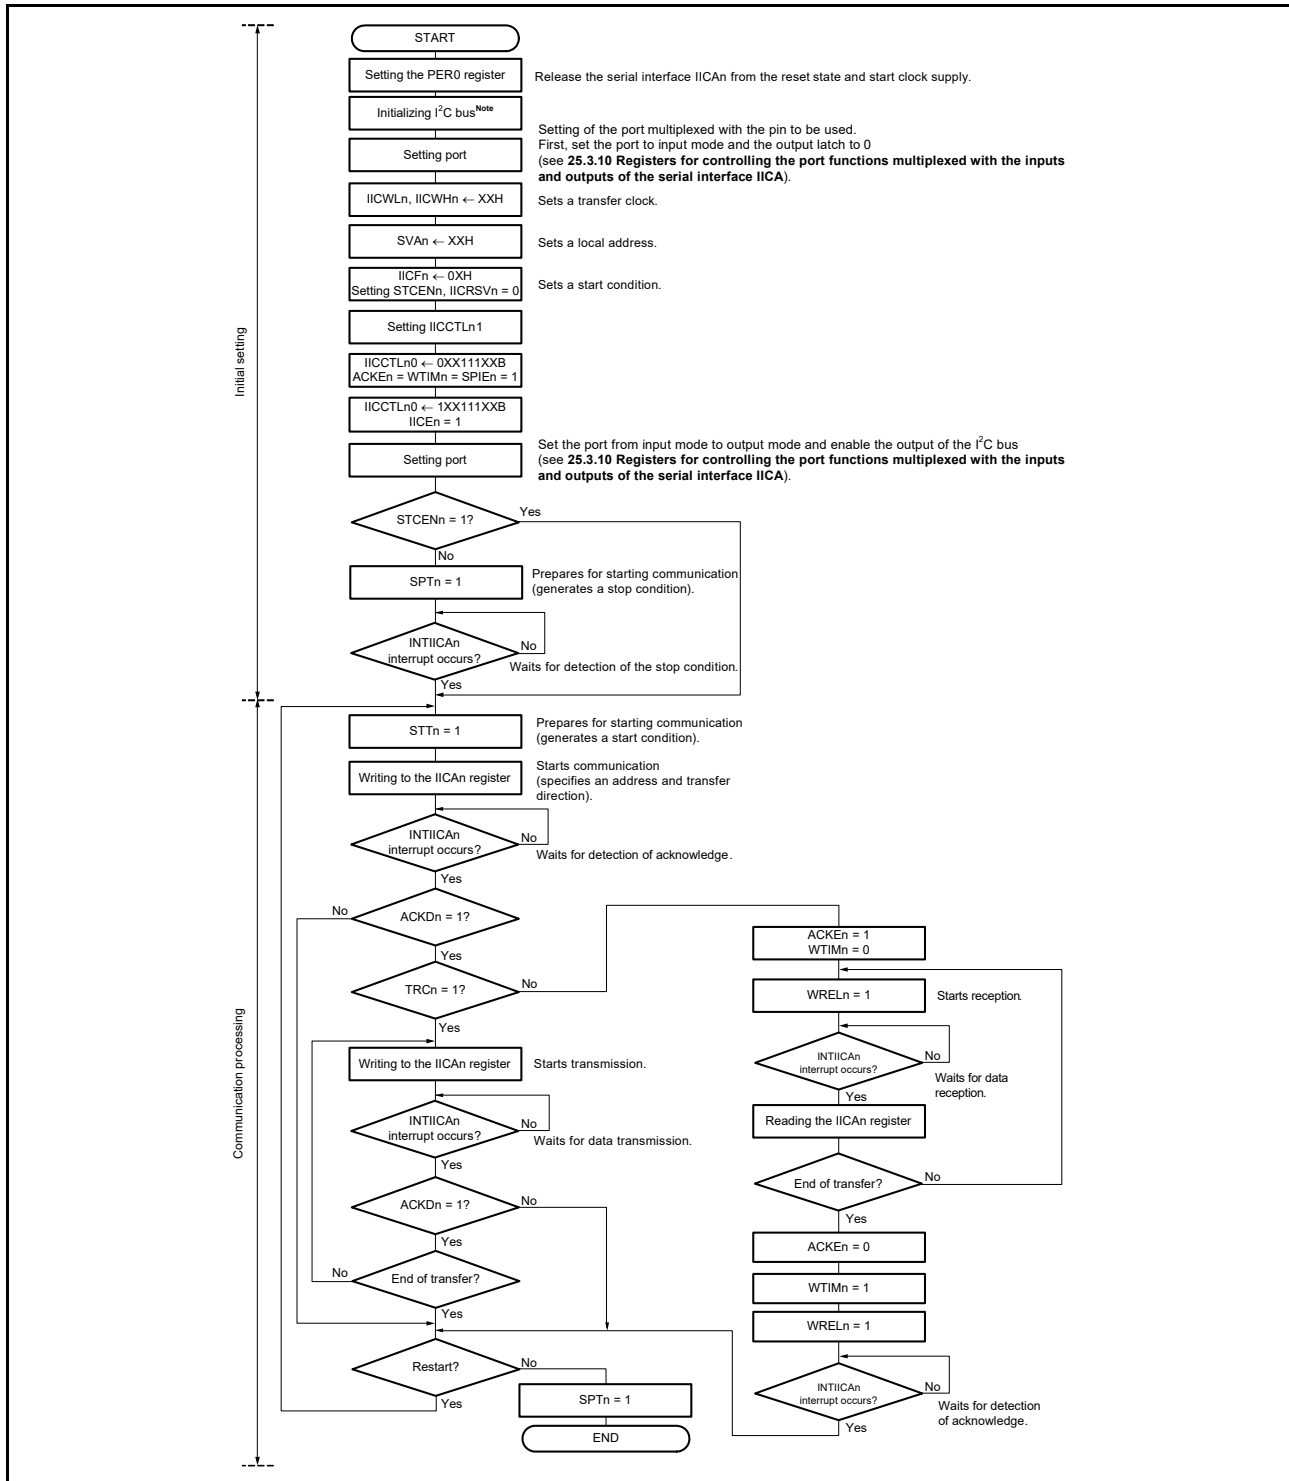 START
Setting the PER0 register
Release the serial interface IICAn from the reset state and start clock supply.
Initializing I2C busNote
Setting of the port multiplexed with the pin to be used.
First, set the port to input mode and the output latch to 0
(see 25.3.10 Registers for controlling the port functions multiplexed with the inputs
and outputs of the serial interface IICA).
Setting port
IICWLn, IICWHn ← XXH
Sets a transfer clock.
SVAn ← XXH
Sets a local address.
IICFn ← 0XH
Setting STCENn, IICRSVn = 0
Sets a start condition.
Setting IICCTLn1
Initial setting
IICCTLn0 ← 0XX111XXB
ACKEn = WTIMn = SPIEn = 1
IICCTLn0 ← 1XX111XXB
IICEn = 1
Setting port
Set the port from input mode to output mode and enable the output of the I2C bus
(see 25.3.10 Registers for controlling the port functions multiplexed with the inputs
and outputs of the serial interface IICA).
STCENn = 1?
Yes
No
SPTn = 1
Prepares for starting communication
(generates a stop condition).
INTIICAn
interrupt occurs?
No
Waits for detection of the stop condition.
Yes
STTn = 1
Prepares for starting communication
(generates a start condition).
Writing to the IICAn register
Starts communication
(specifies an address and transfer
direction).
INTIICAn
interrupt occurs?
No
Waits for detection of acknowledge.
Yes
ACKDn = 1?
No
Yes
TRCn = 1?
No
Yes
Communication processing
Writing to the IICAn register
Starts transmission.
INTIICAn
interrupt occurs?
No
Waits for data transmission.
Yes
ACKDn = 1?
No
Yes
End of transfer?
No
Yes
Restart?
No
Yes
SPTn = 1
END
ACKEn = 1
WTIMn = 0
WRELn = 1
Starts reception.
INTIICAn
interrupt occurs?
No
Waits for data
reception.
Yes
Reading the IICAn register
End of transfer?
No
Yes
ACKEn = 0
WTIMn = 1
WRELn = 1
INTIICAn
interrupt occurs?
No
Waits for detection
of acknowledge.
Yes